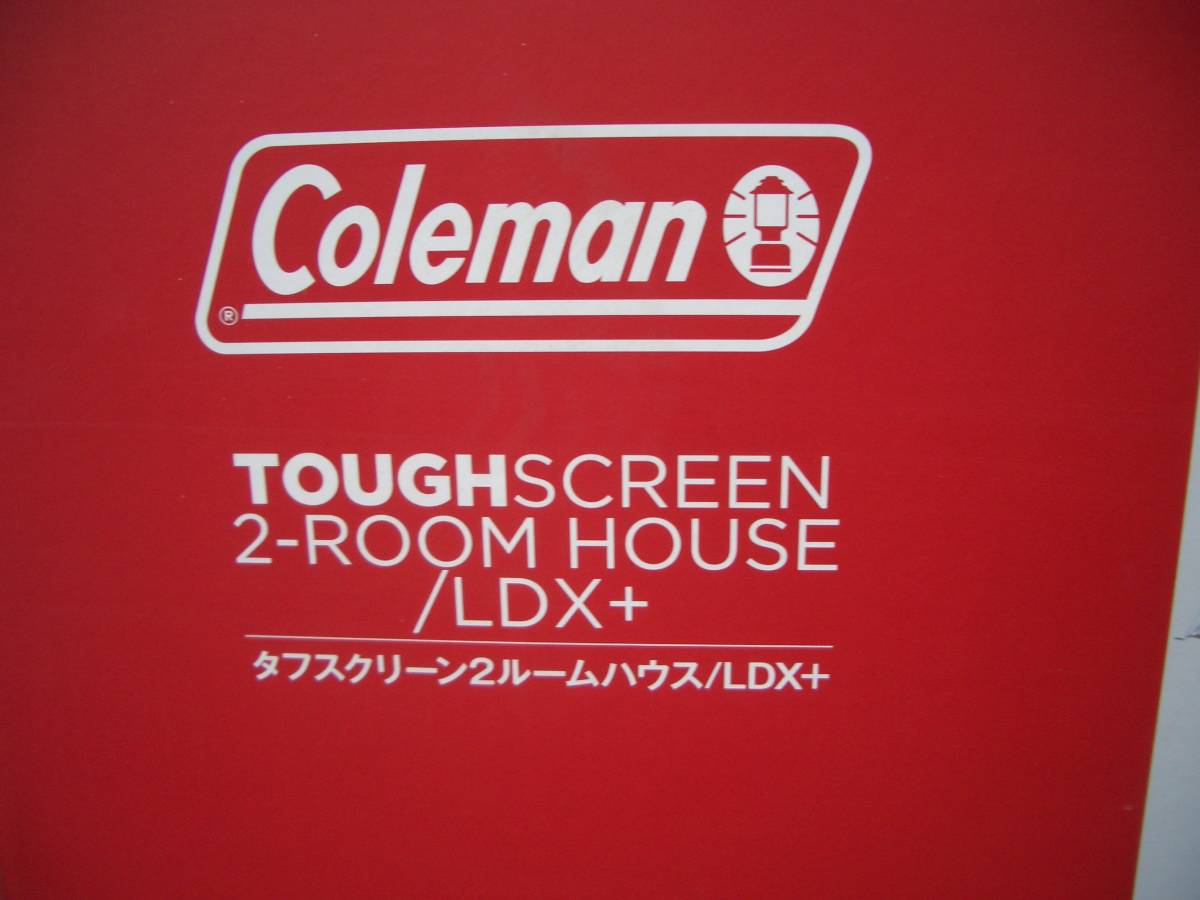 Coleman
®
TOUGHSCREEN
2-ROOM HOUSE
/LDX+
タフスクリーン2ルームハウス/LDX+